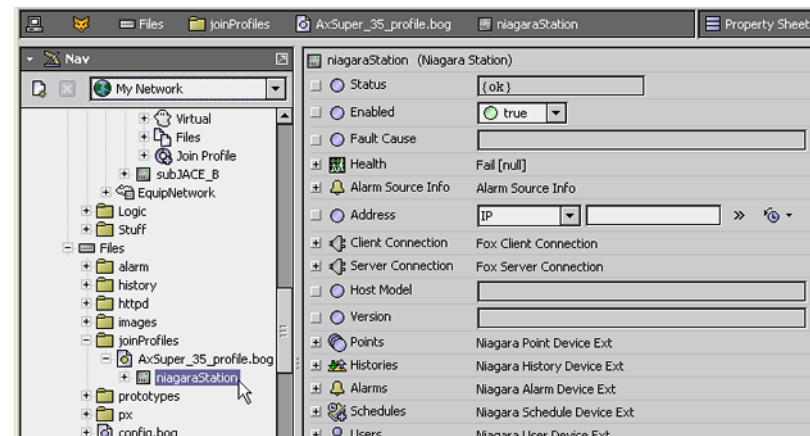 Files joinProfiles AxSuper_35_profile.bog niagaraStation Property Sheet
Nav
My Network
Virtual
Files
Join Profile
subJACE_B
EquipNetwork
Logic
Stuff
Files
alarm
history
httpd
images
joinProfiles
AxSuper_35_profile.bog
niagaraStation
prototypes
px
config.bog
niagaraStation (Niagara Station)
Status {ok}
Enabled true
Fault Cause
Health Fail [null]
Alarm Source Info Alarm Source Info
Address IP
Client Connection Fox Client Connection
Server Connection Fox Server Connection
Host Model
Version
Points Niagara Point Device Ext
Histories Niagara History Device Ext
Alarms Niagara Alarm Device Ext
Schedules Niagara Schedule Device Ext
Users Niagara User Device Ext